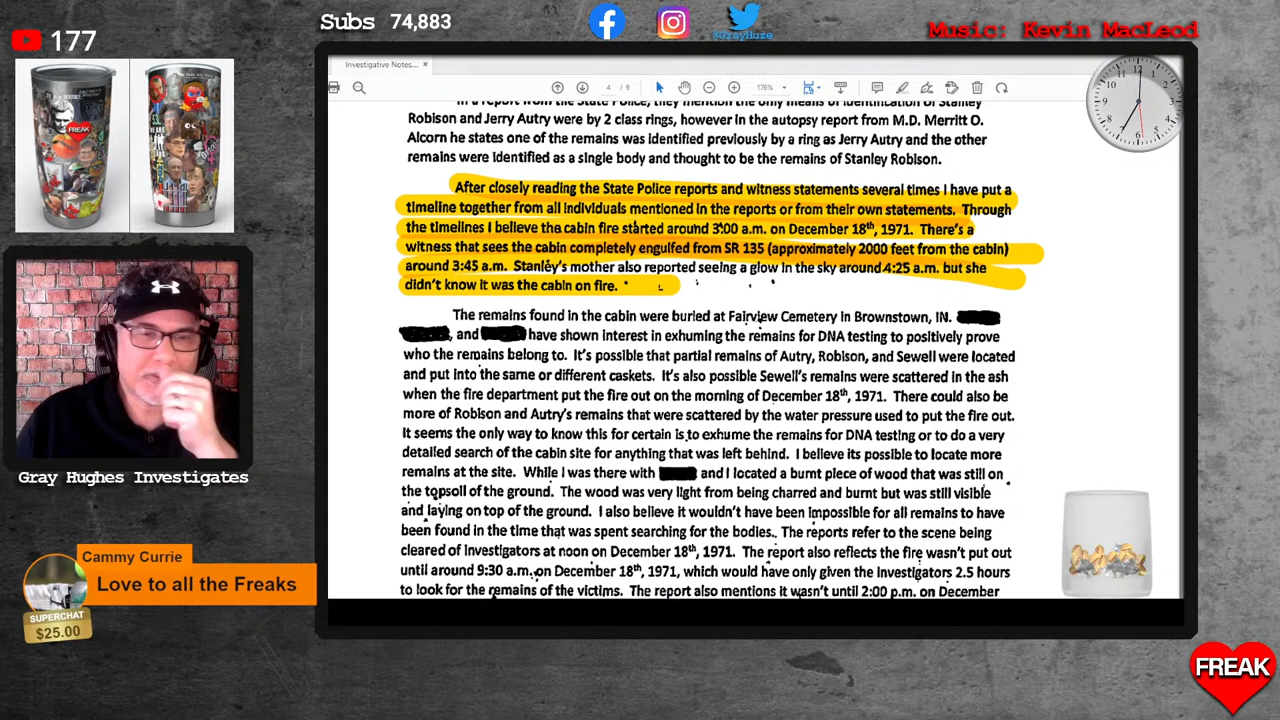 Subs 74,883
@GrayHuze
Music: Kevin MacLeod
177
FREAK
Investigative Notes... ×
4 / 9
176%
In a report from the State Police, they mention the only means of identification of Stanley
Robison and Jerry Autry were by 2 class rings, however in the autopsy report from M.D. Merritt O.
Alcorn he states one of the remains was identified previously by a ring as Jerry Autry and the other
remains were identified as a single body and thought to be the remains of Stanley Robison.
After closely reading the State Police reports and witness statements several times I have put a
timeline together from all individuals mentioned in the reports or from their own statements. Through
the timelines I believe the cabin fire started around 3:00 a.m. on December 18th, 1971. There's a
witness that sees the cabin completely engulfed from SR 135 (approximately 2000 feet from the cabin)
around 3:45 a.m. Stanley's mother also reported seeing a glow in the sky around 4:25 a.m. but she
didn't know it was the cabin on fire.
The remains found in the cabin were buried at Fairview Cemetery in Brownstown, IN.
, and have shown interest in exhuming the remains for DNA testing to positively prove
who the remains belong to. It's possible that partial remains of Autry, Robison, and Sewell were located
and put into the same or different caskets. It's also possible Sewell's remains were scattered in the ash
when the fire department put the fire out on the morning of December 18th, 1971. There could also be
more of Robison and Autry's remains that were scattered by the water pressure used to put the fire out.
It seems the only way to know this for certain is to exhume the remains for DNA testing or to do a very
detailed search of the cabin site for anything that was left behind. I believe its possible to locate more
remains at the site. While I was there with and I located a burnt piece of wood that was still on
the topsoil of the ground. The wood was very light from being charred and burnt but was still visible
and laying on top of the ground. I also believe it wouldn't have been impossible for all remains to have
been found in the time that was spent searching for the bodies. The reports refer to the scene being
cleared of investigators at noon on December 18th, 1971. The report also reflects the fire wasn't put out
until around 9:30 a.m. on December 18th, 1971, which would have only given the investigators 2.5 hours
to look for the remains of the victims. The report also mentions it wasn't until 2:00 p.m. on December
Gray Hughes Investigates
Cammy Currie
Love to all the Freaks
SUPERCHAT
$25.00
FREAK